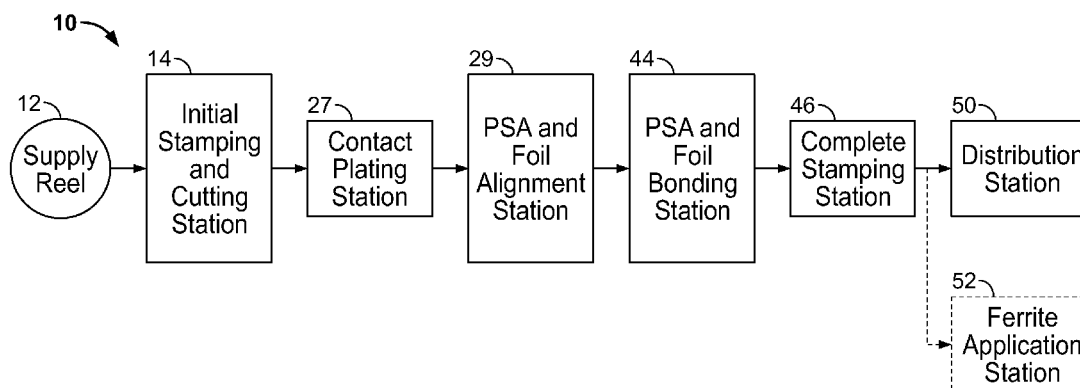 10
12
Supply
Reel
14
Initial
Stamping
and
Cutting
Station
27
Contact
Plating
Station
29
PSA and
Foil
Alignment
Station
44
PSA and
Foil
Bonding
Station
46
Complete
Stamping
Station
50
Distribution
Station
52
Ferrite
Application
Station